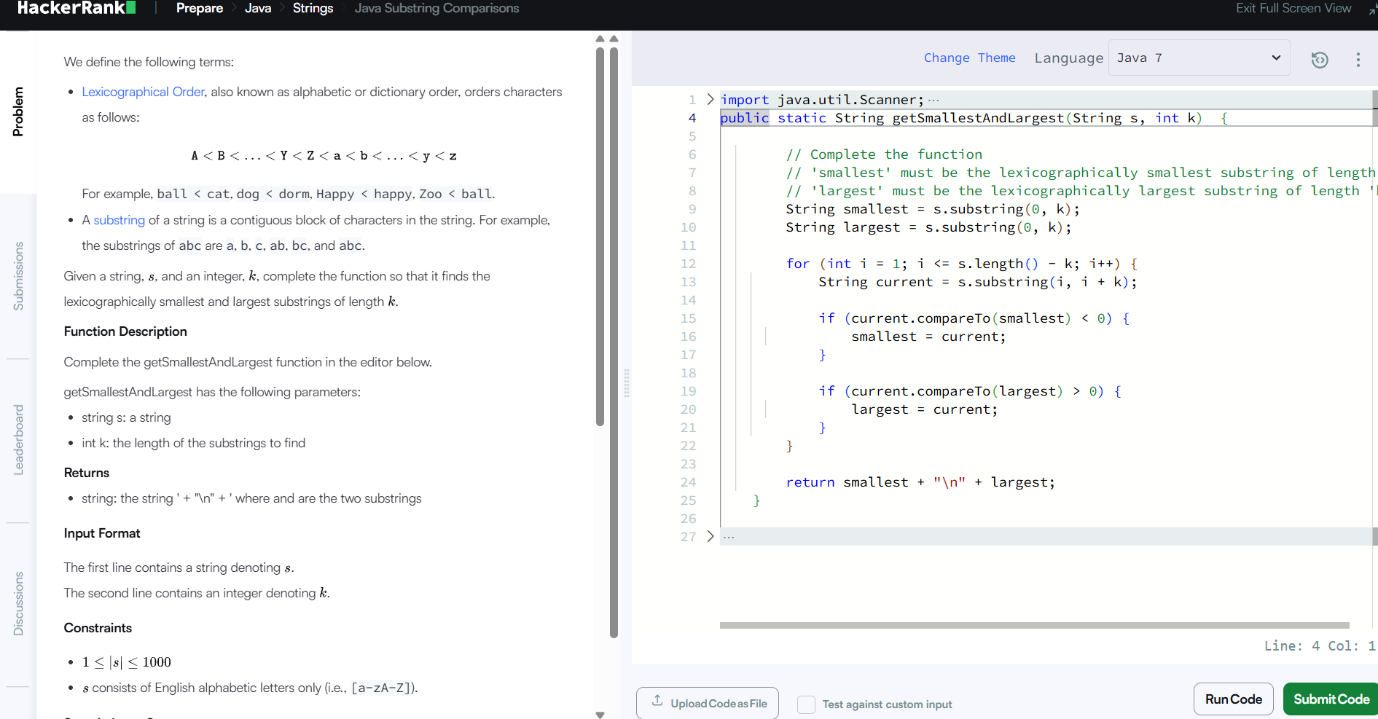 HackerRank | Prepare Java Strings Java Substring Comparisons Exit Full Screen View
Problem
Submissions
Leaderboard
Discussions
We define the following terms:
• Lexicographical Order, also known as alphabetic or dictionary order, orders characters
as follows:
A < B < ... < Y < Z < a < b < ... < y < z
For example, ball < cat, dog < dorm, Happy < happy, Zoo < ball.
• A substring of a string is a contiguous block of characters in the string. For example,
the substrings of abc are a, b, c, ab, bc, and abc.
Given a string, s, and an integer, k, complete the function so that it finds the
lexicographically smallest and largest substrings of length k.
Function Description
Complete the getSmallestAndLargest function in the editor below.
getSmallestAndLargest has the following parameters:
• string s: a string
• int k: the length of the substrings to find
Returns
• string: the string ' + "\n" + ' where and are the two substrings
Input Format
The first line contains a string denoting s.
The second line contains an integer denoting k.
Constraints
• 1 ≤ |s| ≤ 1000
• s consists of English alphabetic letters only (i.e., [a-zA-Z]).
Change Theme Language Java 7
1 import java.util.Scanner; ...
4 public static String getSmallestAndLargest(String s, int k) {
5
6 // Complete the function
7 // 'smallest' must be the lexicographically smallest substring of length
8 // 'largest' must be the lexicographically largest substring of length '
9 String smallest = s.substring(0, k);
10 String largest = s.substring(0, k);
11
12 for (int i = 1; i <= s.length() - k; i++) {
13 String current = s.substring(i, i + k);
14
15 if (current.compareTo(smallest) < 0) {
16 smallest = current;
17 }
18
19 if (current.compareTo(largest) > 0) {
20 largest = current;
21 }
22 }
23
24 return smallest + "\n" + largest;
25 }
26
27 ...
Line: 4 Col: 1
Upload Code as File Test against custom input Run Code Submit Code